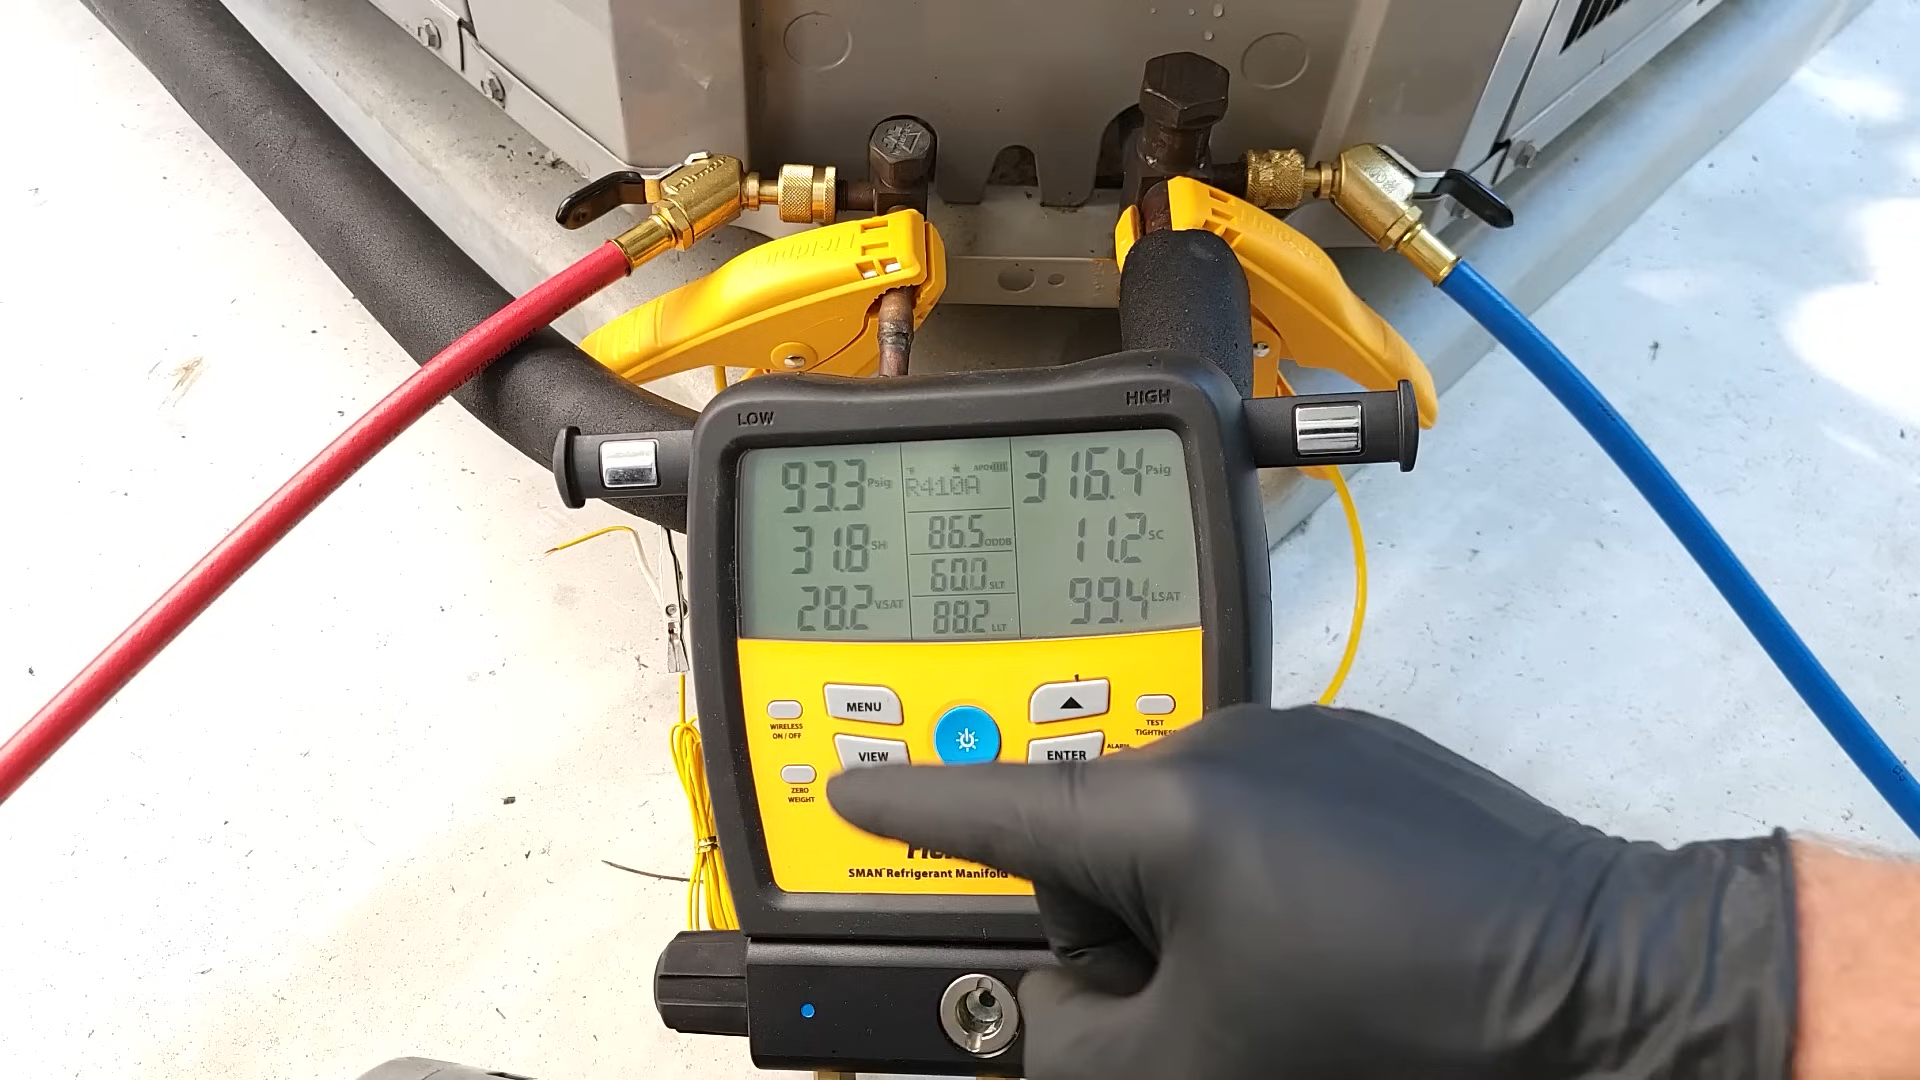 LOW
HIGH
93.3 Psig
R410A
316.4 Psig
31.8 SH
86.5 ODDB
11.2 SC
60.0 SLT
28.2 VSAT
88.2 LLT
99.4 LSAT
MENU
WIRELESS
ON / OFF
TEST
TIGHTNESS
VIEW
ENTER
ALARM
ZERO
WEIGHT
SMAN Refrigerant Manifold